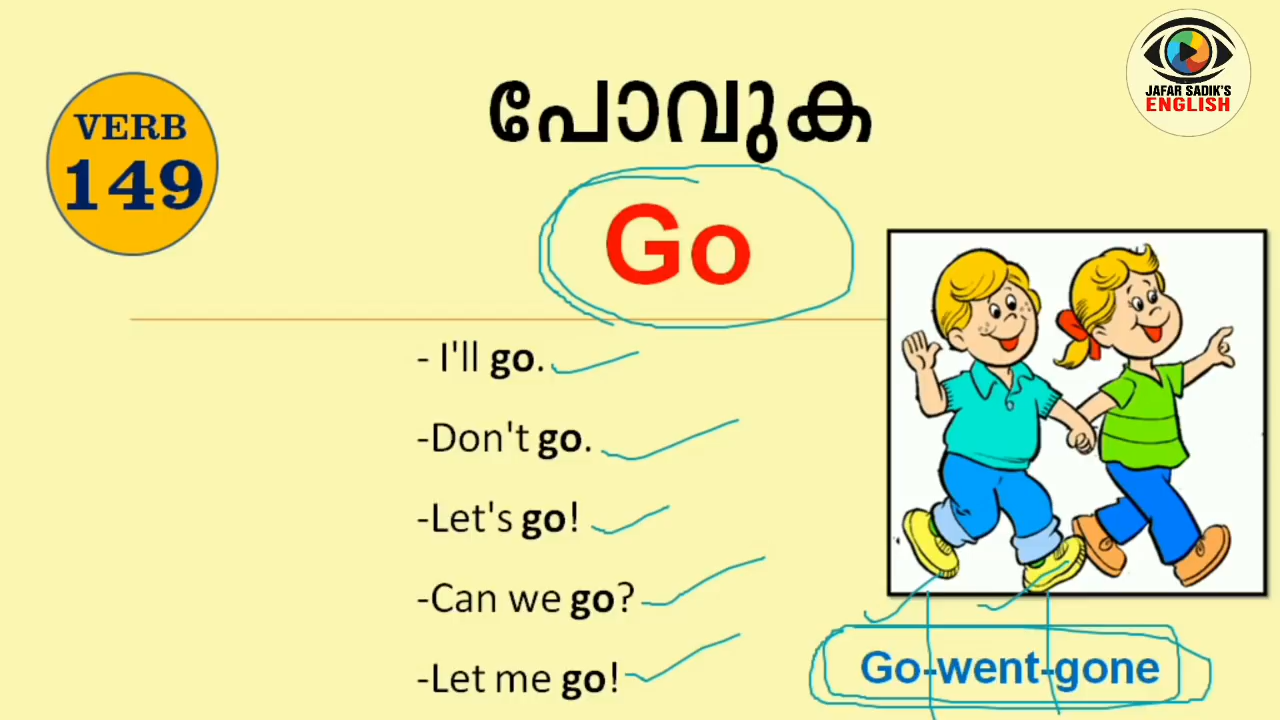 VERB
149
പോവുക
Go
JAFAR SADIK'S
ENGLISH
- I'll go.
-Don't go.
-Let's go!
-Can we go?
-Let me go!
Go-went-gone